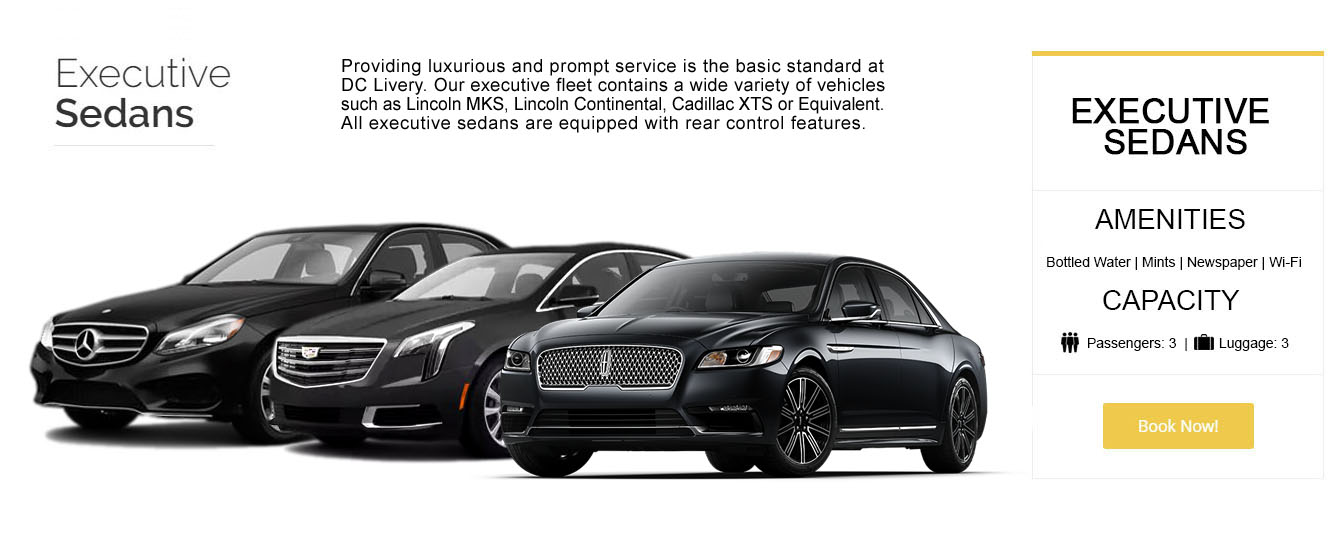 Executive
Sedans
Providing luxurious and prompt service is the basic standard at
DC Livery. Our executive fleet contains a wide variety of vehicles
such as Lincoln MKS, Lincoln Continental, Cadillac XTS or Equivalent.
All executive sedans are equipped with rear control features.
EXECUTIVE
SEDANS
AMENITIES
Bottled Water | Mints | Newspaper | Wi-Fi
CAPACITY
Passengers: 3 | Luggage: 3
Book Now!